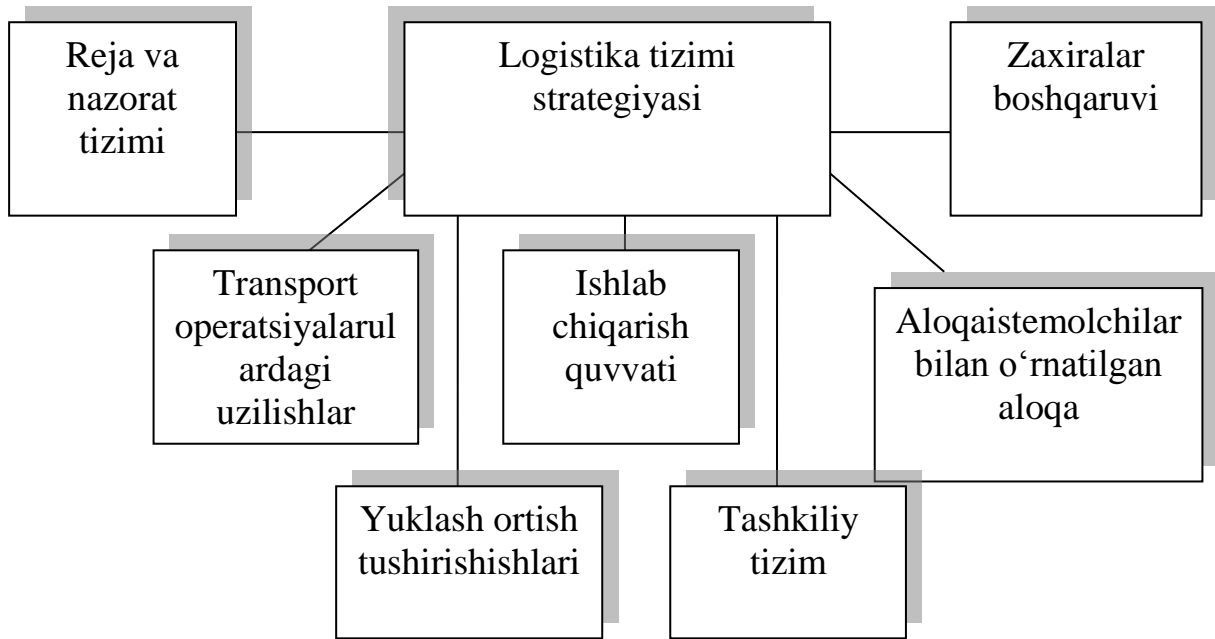 Reja va
nazorat
tizimi
Logistika tizimi
strategiyasi
Zaxiralar
boshqaruvi
Transport
operatsiyalarul
ardagi
uzilishlar
Ishlab
chiqarish
quvvati
Aloqaistemolchilar
bilan o‘rnatilgan
aloqa
Yuklash ortish
tushirishishlari
Tashkiliy
tizim